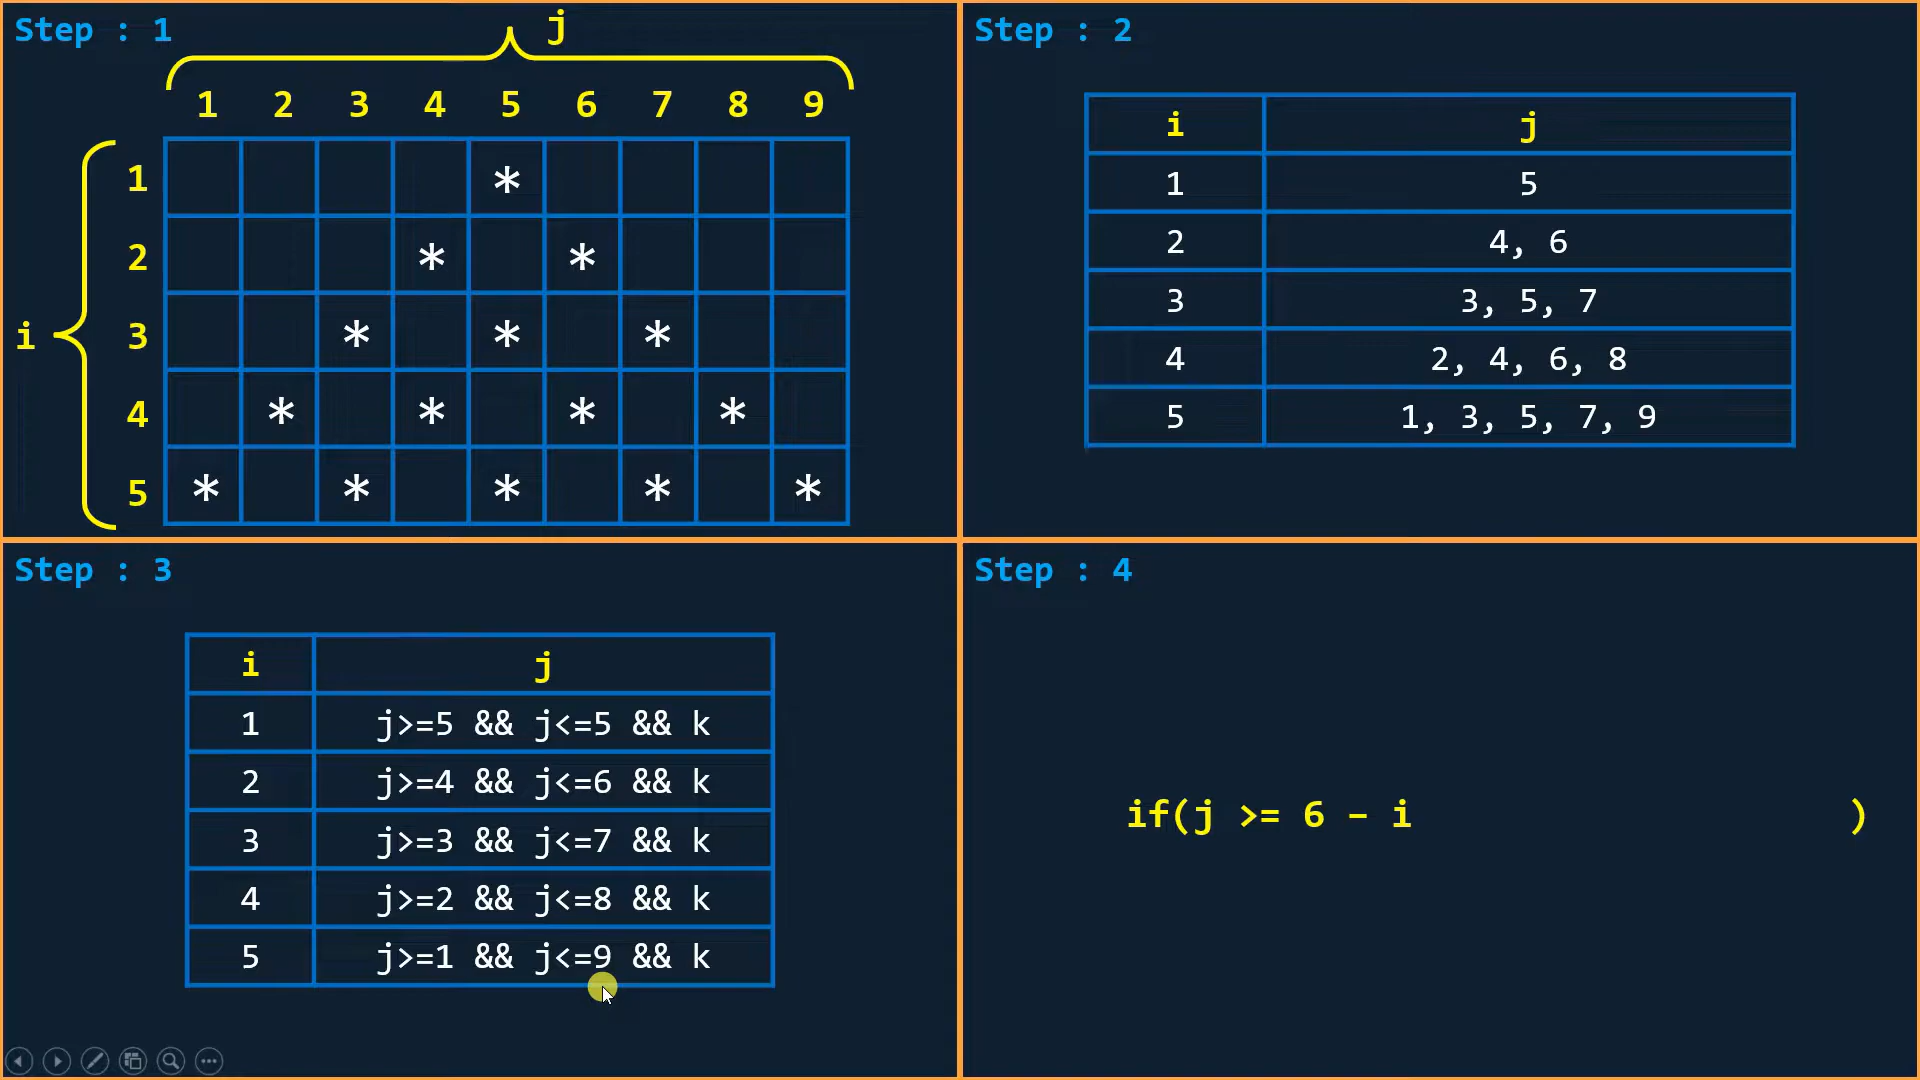 Step : 1
j
1 2 3 4 5 6 7 8 9
i
1 *
2 * *
3 * * *
4 * * * *
5 * * * * *
Step : 2
i j
1 5
2 4, 6
3 3, 5, 7
4 2, 4, 6, 8
5 1, 3, 5, 7, 9
Step : 3
i j
1 j>=5 && j<=5 && k
2 j>=4 && j<=6 && k
3 j>=3 && j<=7 && k
4 j>=2 && j<=8 && k
5 j>=1 && j<=9 && k
Step : 4
if(j >= 6 – i )